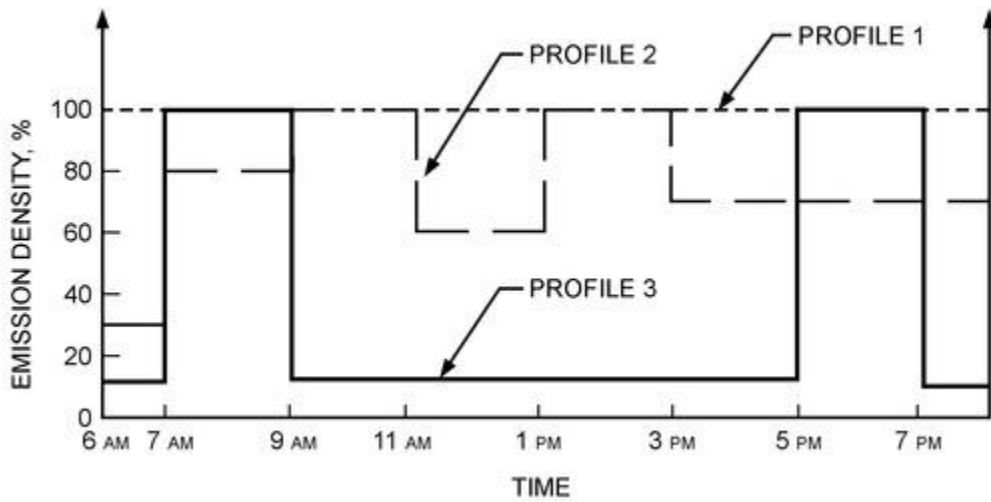 PROFILE 1
PROFILE 2
100
80
60
40
20
0
EMISSION DENSITY, %
PROFILE 3
6 AM 7 AM 9 AM 11 AM 1 PM 3 PM 5 PM 7 PM
TIME